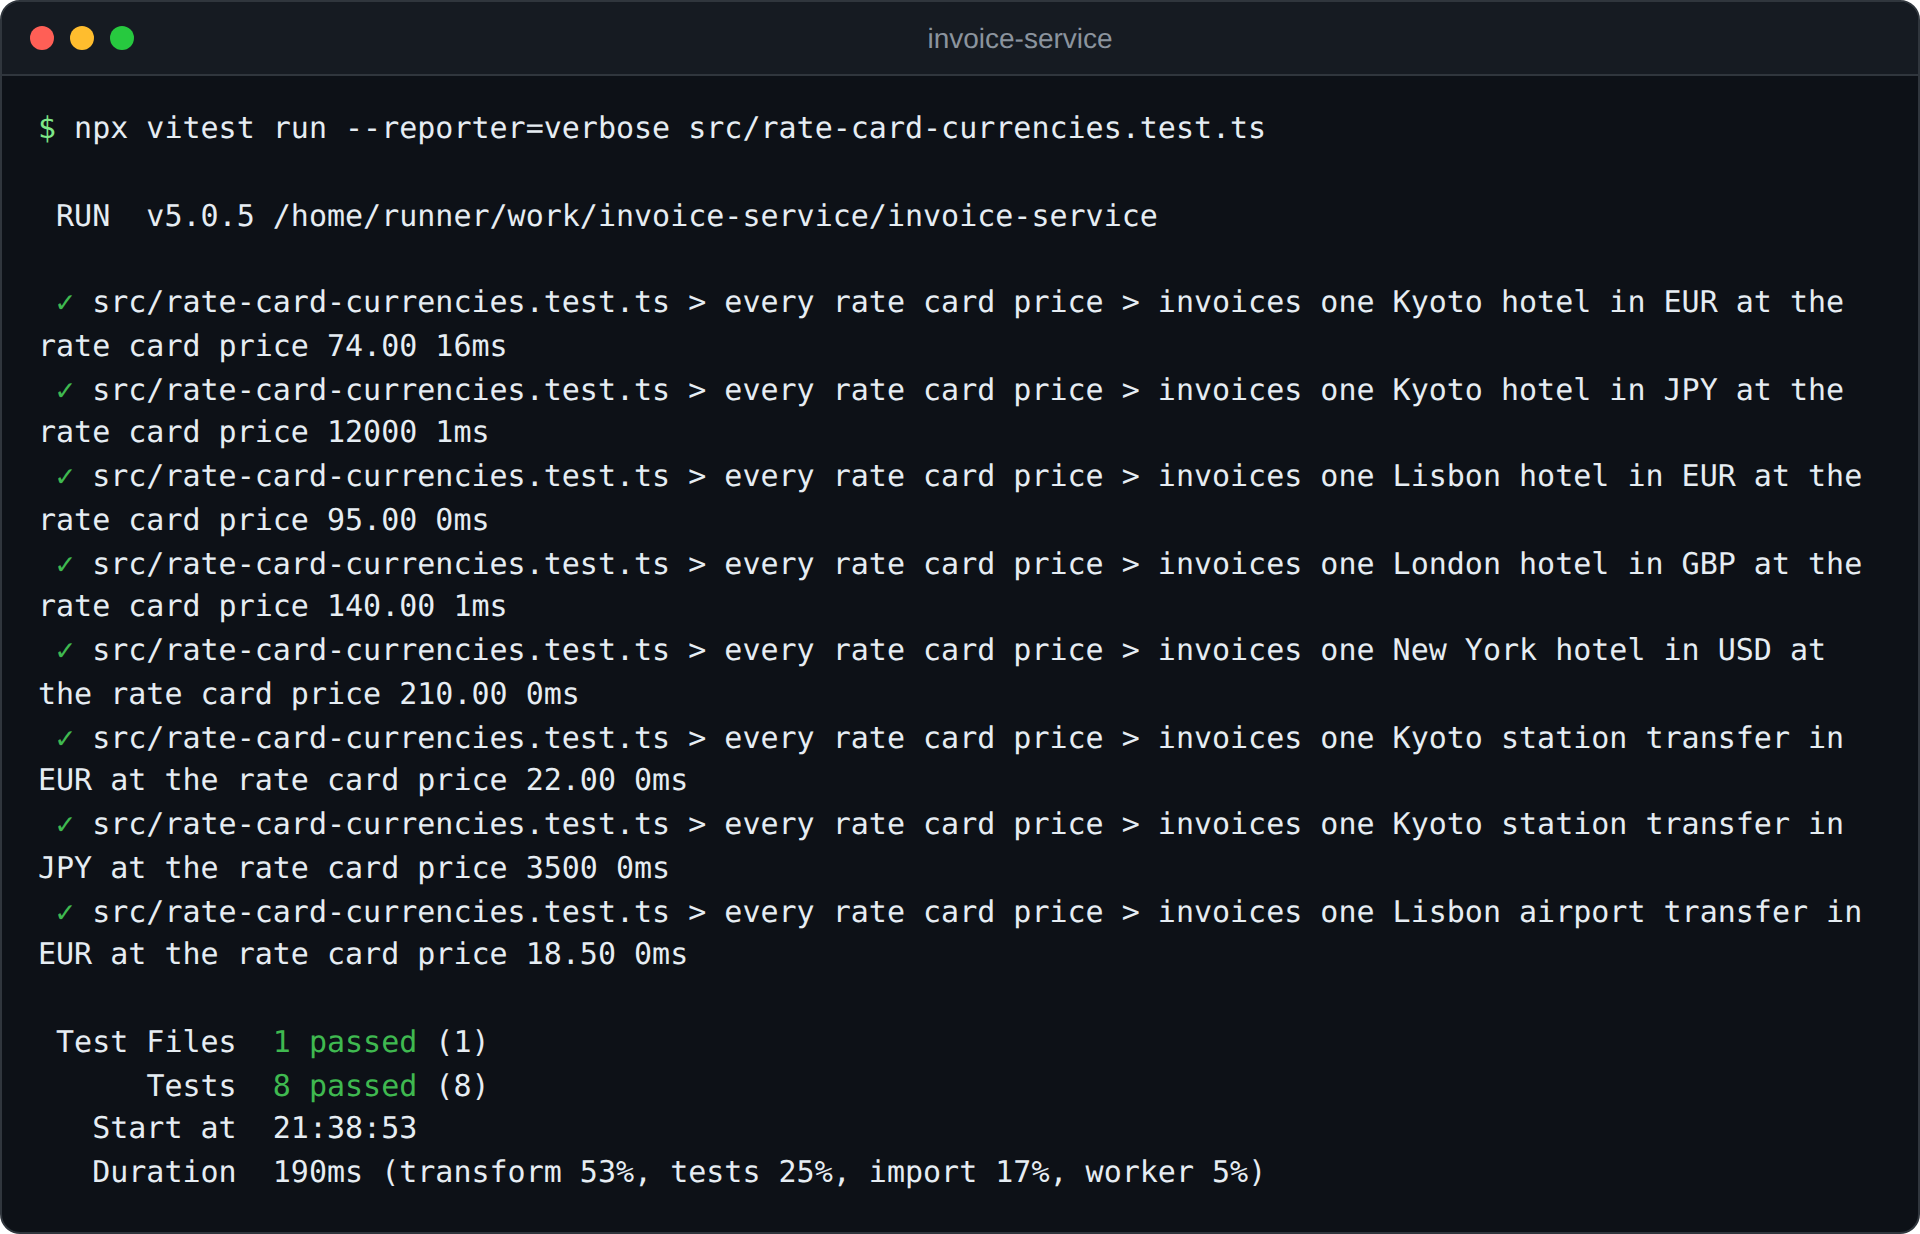 invoice-service
$ npx vitest run --reporter=verbose src/rate-card-currencies.test.ts
RUN  v5.0.5 /home/runner/work/invoice-service/invoice-service
✓ src/rate-card-currencies.test.ts > every rate card price > invoices one Kyoto hotel in EUR at the
rate card price 74.00 16ms
✓ src/rate-card-currencies.test.ts > every rate card price > invoices one Kyoto hotel in JPY at the
rate card price 12000 1ms
✓ src/rate-card-currencies.test.ts > every rate card price > invoices one Lisbon hotel in EUR at the
rate card price 95.00 0ms
✓ src/rate-card-currencies.test.ts > every rate card price > invoices one London hotel in GBP at the
rate card price 140.00 1ms
✓ src/rate-card-currencies.test.ts > every rate card price > invoices one New York hotel in USD at
the rate card price 210.00 0ms
✓ src/rate-card-currencies.test.ts > every rate card price > invoices one Kyoto station transfer in
EUR at the rate card price 22.00 0ms
✓ src/rate-card-currencies.test.ts > every rate card price > invoices one Kyoto station transfer in
JPY at the rate card price 3500 0ms
✓ src/rate-card-currencies.test.ts > every rate card price > invoices one Lisbon airport transfer in
EUR at the rate card price 18.50 0ms
Test Files  1 passed (1)
Tests  8 passed (8)
Start at  21:38:53
Duration  190ms (transform 53%, tests 25%, import 17%, worker 5%)